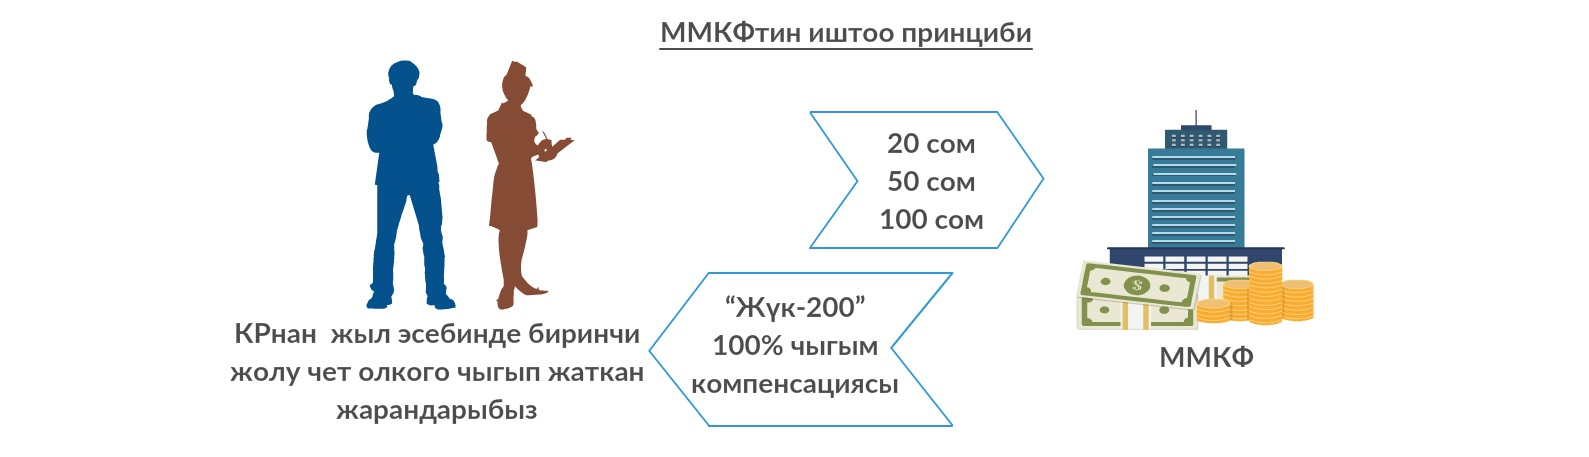 ММКФтин иштоо принциби
20 сом
50 сом
100 сом
“Жүк-200”
100% чыгым
компенсациясы
КРнан  жыл эсебинде биринчи
жолу чет олкого чыгып жаткан
жарандарыбыз
ММКФ